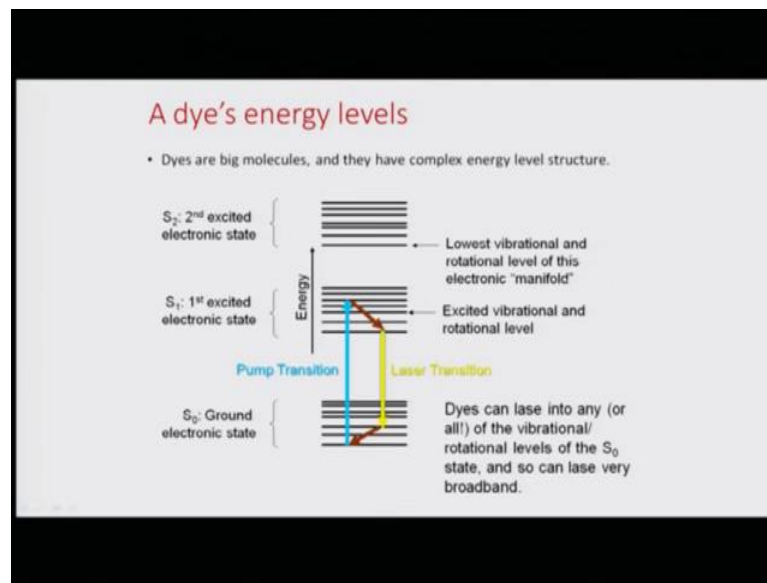 A dye's energy levels
• Dyes are big molecules, and they have complex energy level structure.
S₂: 2nd excited
electronic state
Lowest vibrational and
rotational level of this
electronic "manifold"
Energy
S₁: 1st excited
electronic state
Excited vibrational and
rotational level
Pump Transition
Laser Transition
S₀: Ground
electronic state
Dyes can lase into any (or
all!) of the vibrational/
rotational levels of the S₀
state, and so can lase very
broadband.